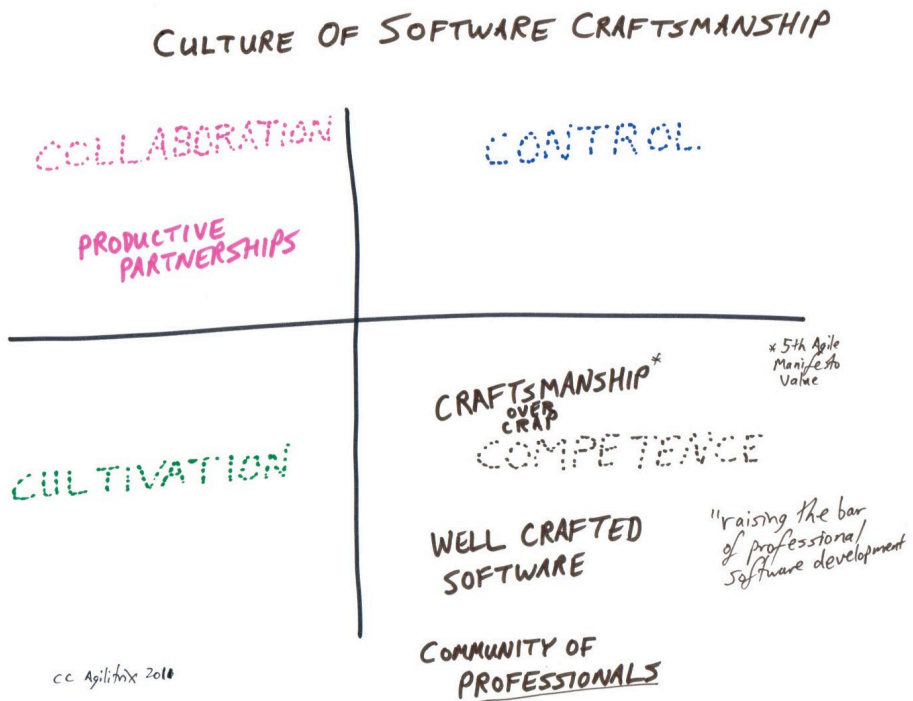 CULTURE OF SOFTWARE CRAFTSMANSHIP
COLLABORATION
CONTROL
PRODUCTIVE
PARTNERSHIPS
* 5th Agile
Manifesto
Value
CRAFTSMANSHIP*
OVER
CRAP
COMPETENCE
CULTIVATION
WELL CRAFTED
SOFTWARE
"raising the bar
of professional
software development
COMMUNITY OF
PROFESSIONALS
CC Agilitrix 2010